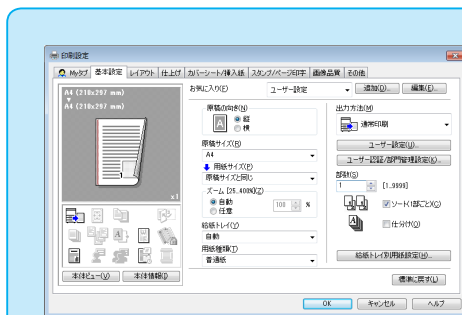 印刷設定
Myタブ 基本設定 レイアウト 仕上げ カバーシート/挿入紙 スタンプ/ページ印字 画像品質 その他
A4 (210x297 mm)
A4 (210x297 mm)
x1
本体ビュー(V) 本体情報(I)
お気に入り(F) ユーザー設定 追加(D)... 編集(E)...
原稿の向き(N)
縦
横
原稿サイズ(R)
A4
用紙サイズ(P)
原稿サイズと同じ
ズーム [25..400%](Z)
自動
任意
100 %
給紙トレイ(Y)
自動
用紙種類(T)
普通紙
出力方法(M)
通常印刷
ユーザー設定(U)...
ユーザー認証/部門管理設定(K)...
部数(S)
1 [1..9999]
ソート(1部ごと)(C)
仕分け(O)
給紙トレイ別用紙設定(W)...
標準に戻す(L)
OK キャンセル ヘルプ